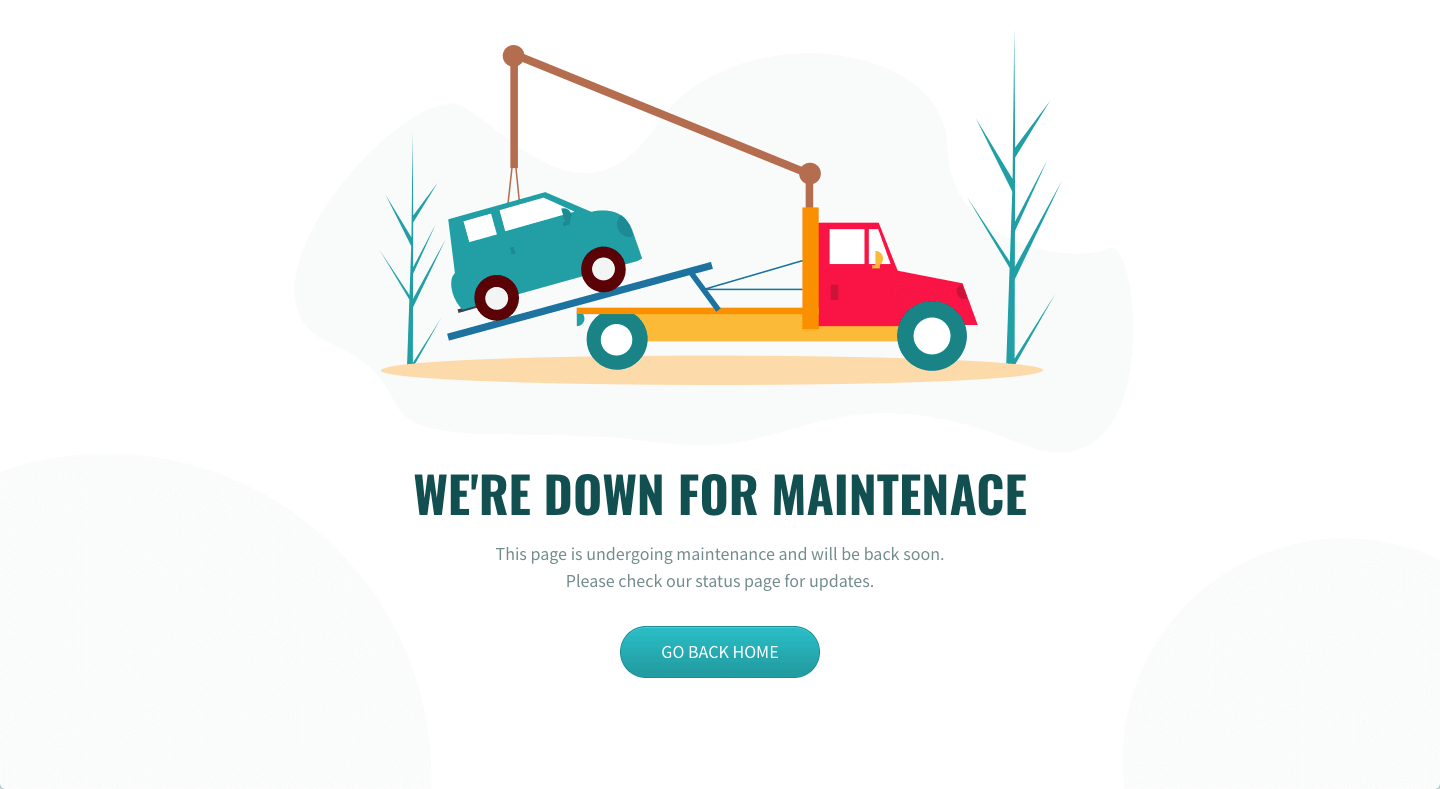 WE'RE DOWN FOR MAINTENACE
This page is undergoing maintenance and will be back soon.
Please check our status page for updates.
GO BACK HOME